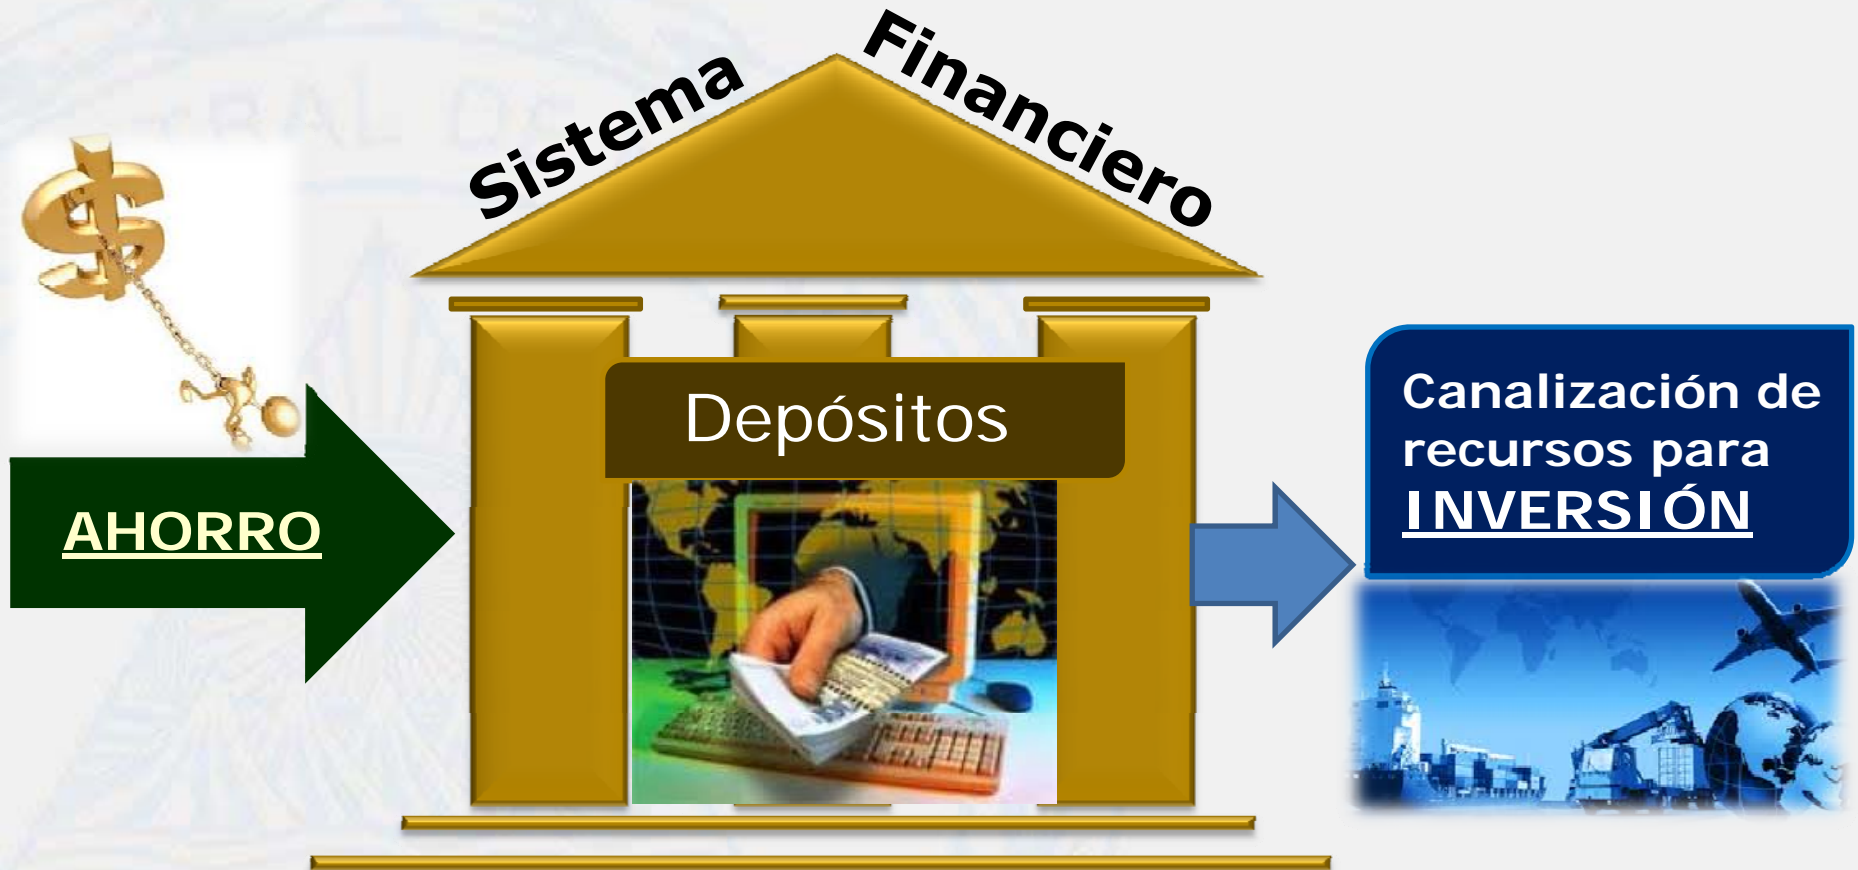 Sistema Financiero
AHORRO
Depósitos
Canalización de
recursos para
INVERSIÓN